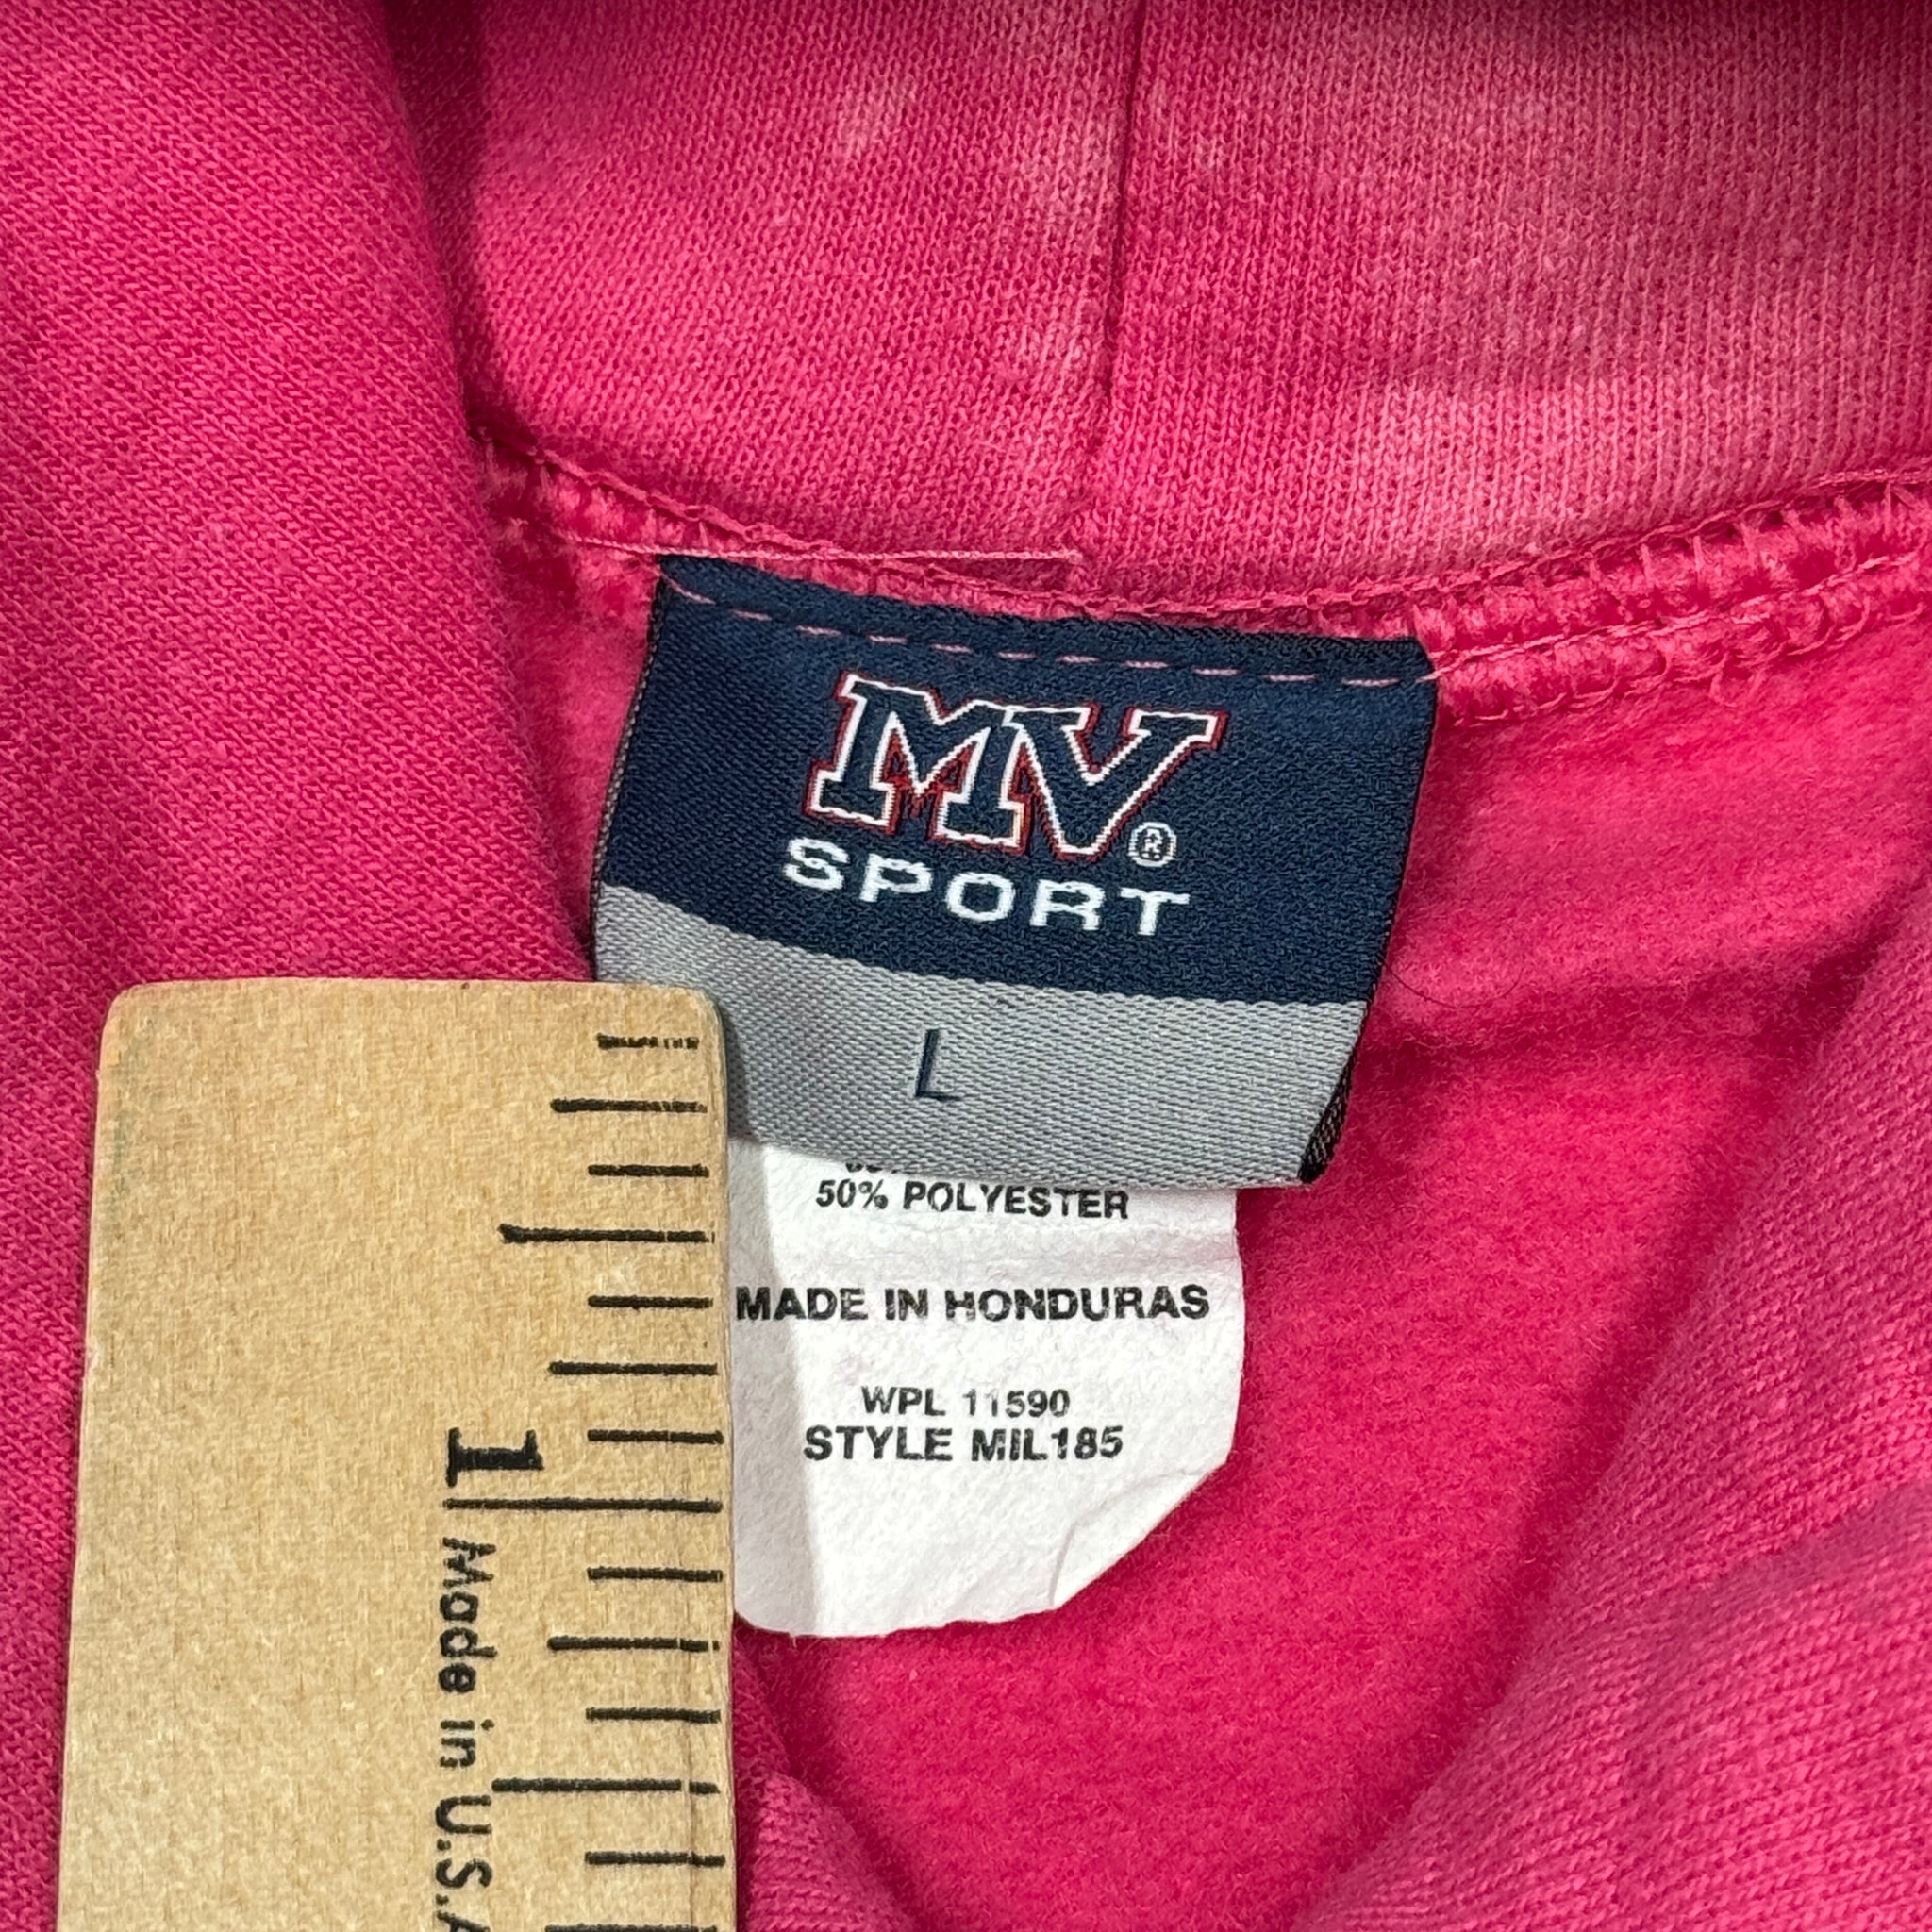 MV®
SPORT
L
50% POLYESTER
MADE IN HONDURAS
WPL 11590
STYLE MIL185
1
Made in U.S.A